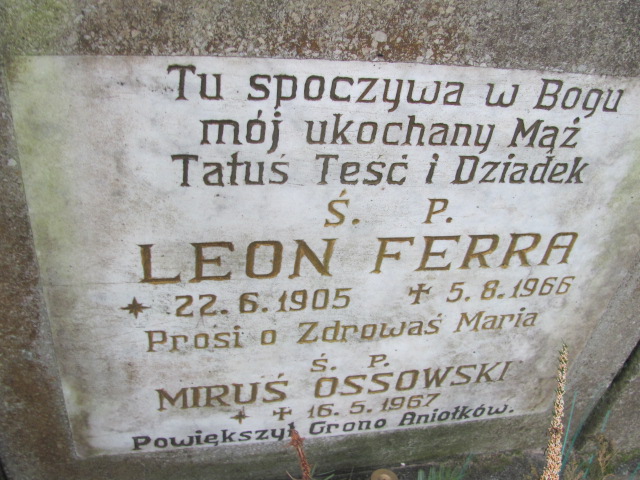 Tu spoczywa w Bogu
mój ukochany Mąż
Tatuś Teść i Dziadek
Ś. P.
LEON FERRA
* 22.6.1905 ✝ 5.8.1966
Prosi o Zdrowaś Maria
Ś. P.
MIRUŚ OSSOWSKI
* ✝ 16.5.1967
Powiększył Grono Aniołków.